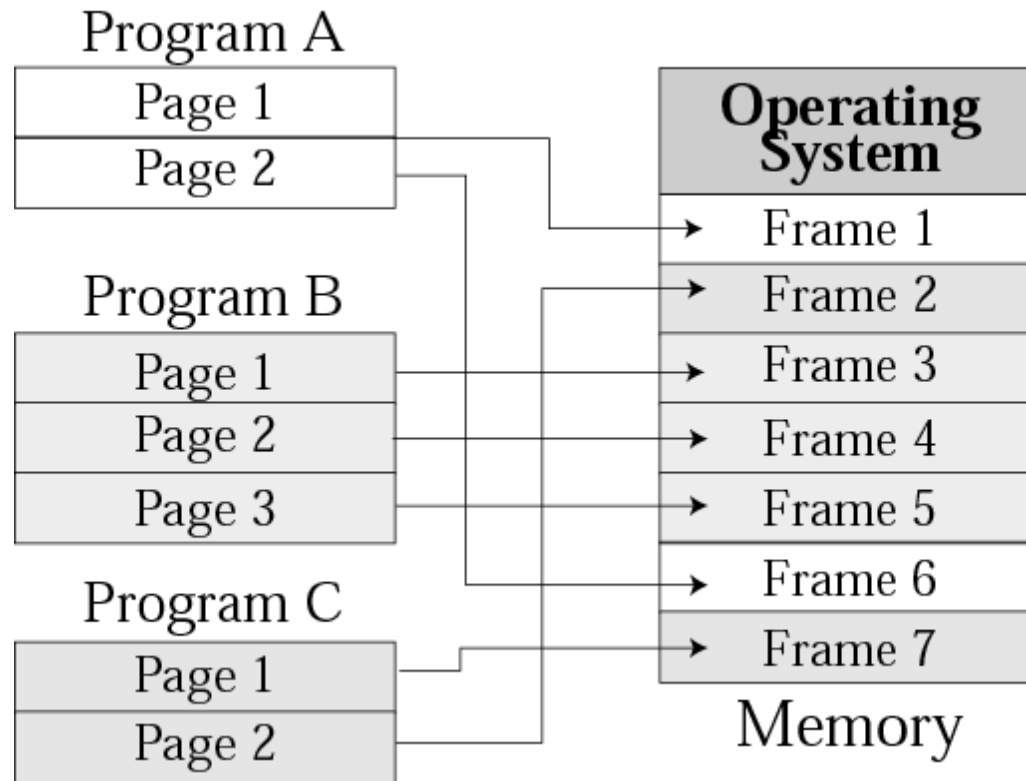 Program A
Page 1
Page 2
Program B
Page 1
Page 2
Page 3
Program C
Page 1
Page 2
Operating
System
Frame 1
Frame 2
Frame 3
Frame 4
Frame 5
Frame 6
Frame 7
Memory